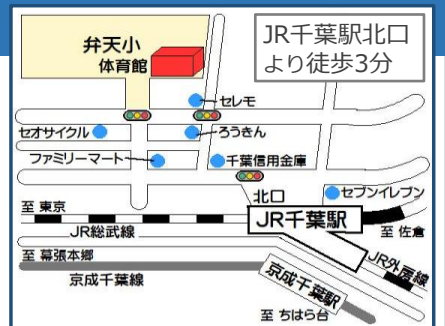 JR千葉駅北口
より徒歩3分
弁天小
体育館
セレモ
セオサイクル
ろうきん
ファミリーマート
千葉信用金庫
北口
セブンイレブン
至 東京
JR千葉駅
JR総武線
至 佐倉
至 幕張本郷
JR外房線
京成千葉線
京成千葉駅
至 ちはら台